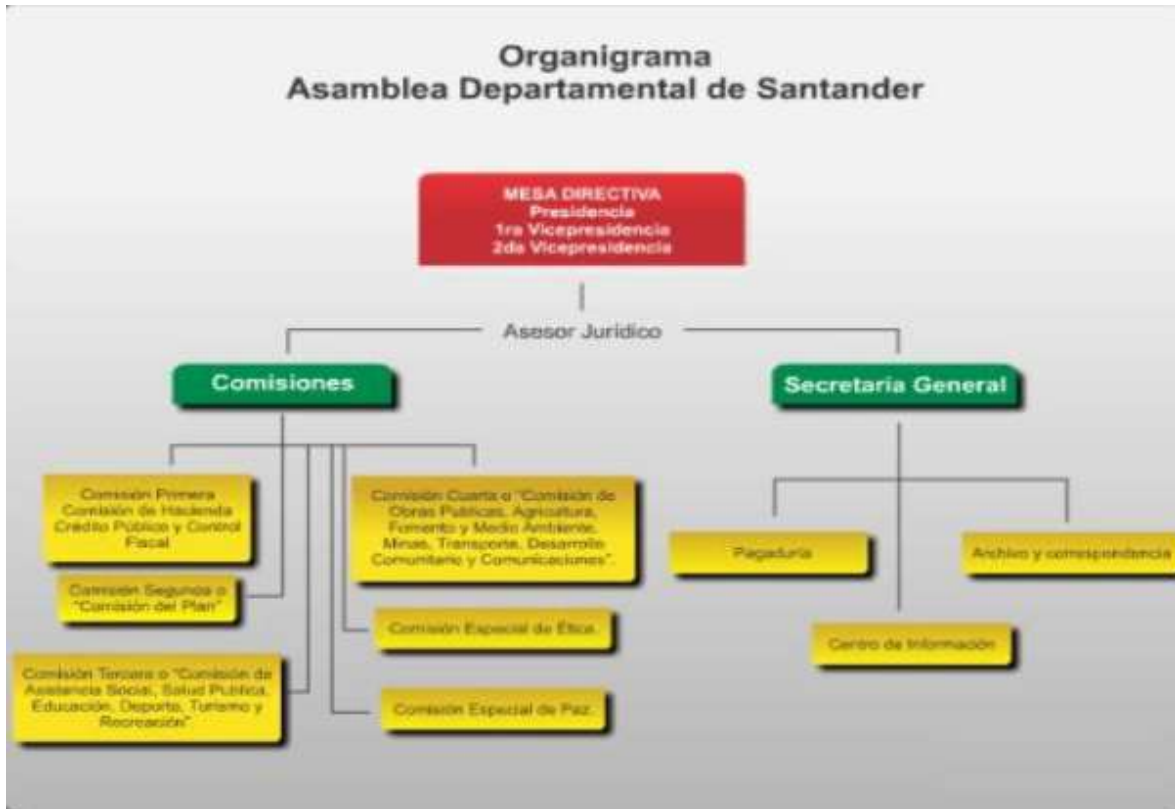 Organigrama
Asamblea Departamental de Santander
MESA DIRECTIVA
Presidencia
1ra Vicepresidencia
2da Vicepresidencia
Asesor Jurídico
Comisiones
Secretaria General
Comisión Primera
Comisión de Hacienda
Crédito Público y Control
Fiscal
Comisión Segunda o
"Comisión del Plan"
Comisión Tercera o "Comisión de
Asistencia Social, Salud Publica,
Educación, Deporte, Turismo y
Recreación"
Comisión Cuarta o "Comisión de
Obras Publicas, Agricultura,
Fomento y Medio Ambiente,
Minas, Transporte, Desarrollo
Comunitario y Comunicaciones".
Comisión Especial de Ética.
Comisión Especial de Paz.
Pagaduría
Archivo y correspondencia
Centro de Información